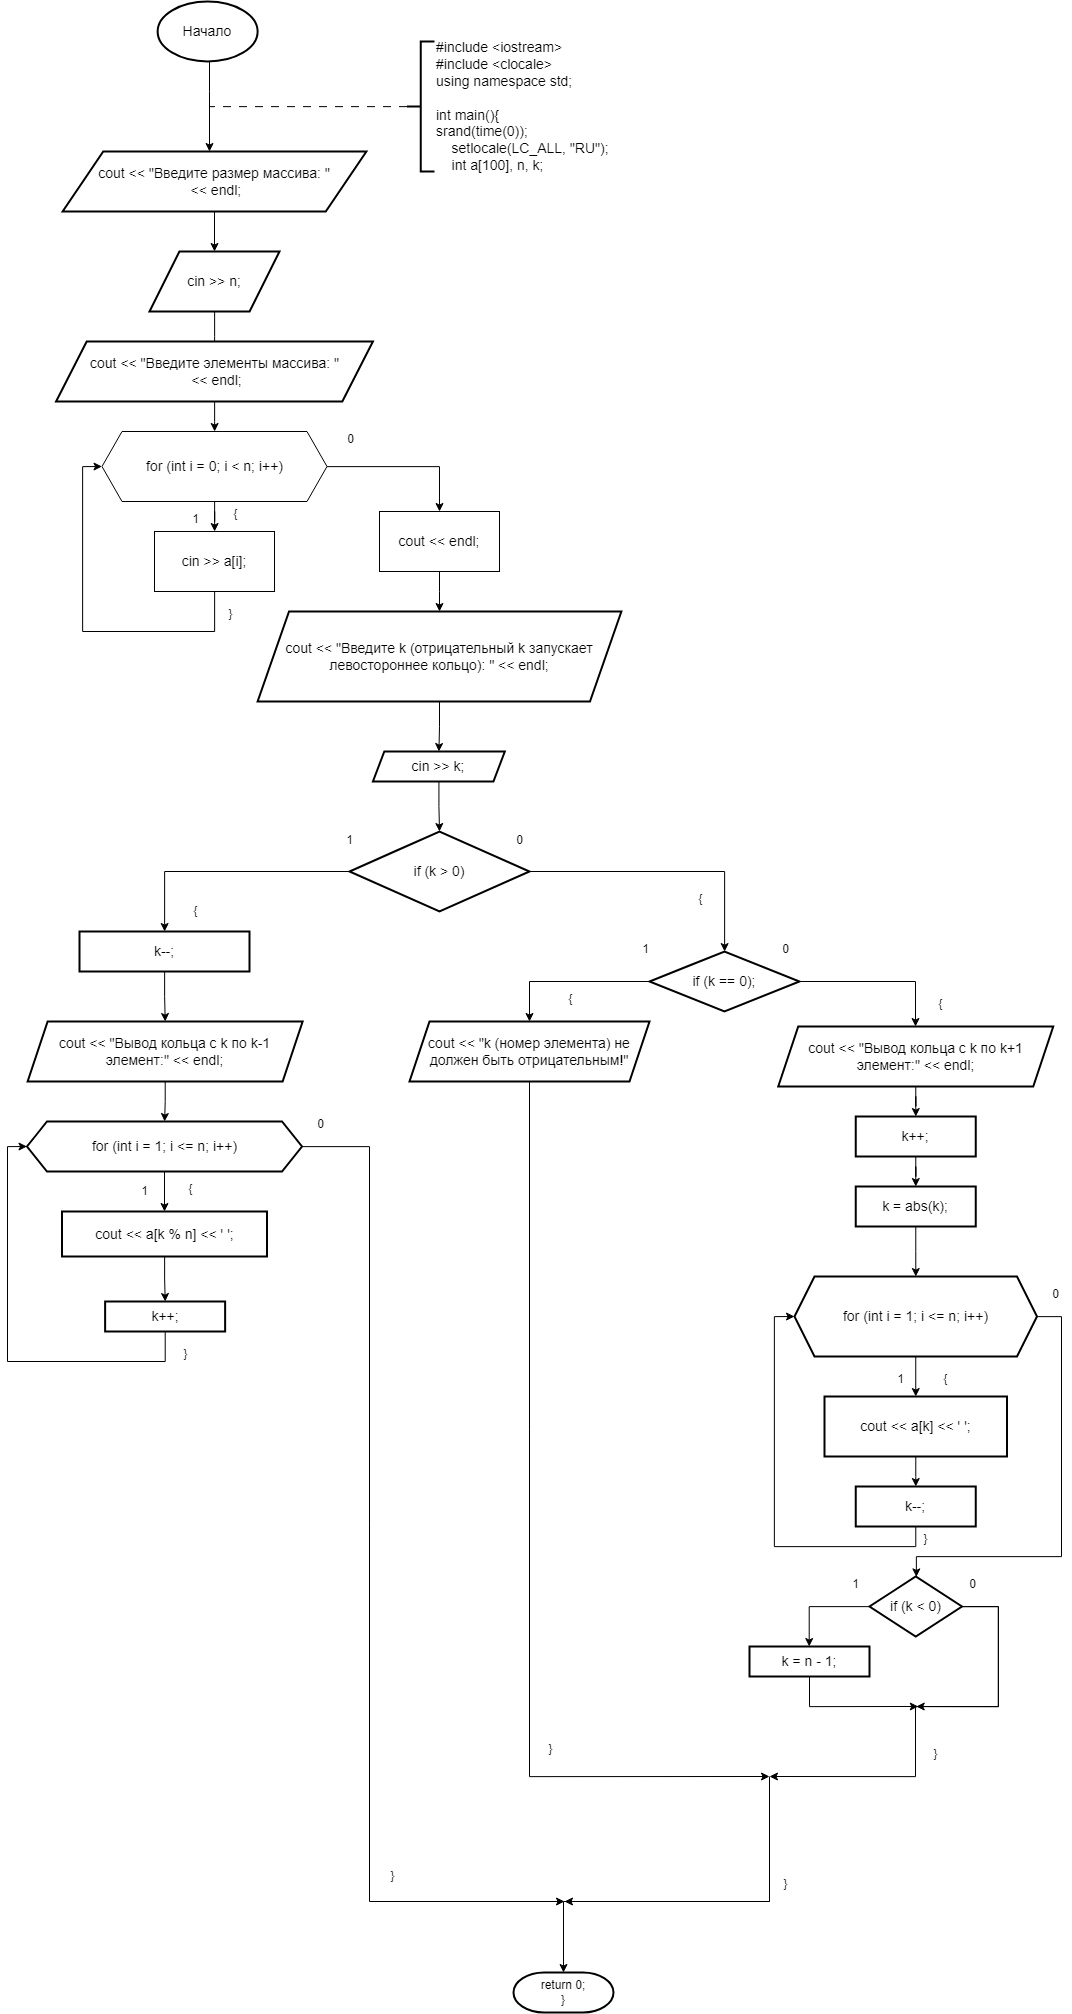 Начало
#include <iostream>
#include <clocale>
using namespace std;
int main(){
srand(time(0));
setlocale(LC_ALL, "RU");
int a[100], n, k;
cout << "Введите размер массива: "
<< endl;
cin >> n;
cout << "Введите элементы массива: "
<< endl;
0
for (int i = 0; i < n; i++)
1
{
cin >> a[i];
}
cout << endl;
cout << "Введите k (отрицательный k запускает
левостороннее кольцо): " << endl;
cin >> k;
1
0
if (k > 0)
{
{
k--;
1
0
if (k == 0);
{
{
cout << "Вывод кольца с k по k-1
элемент:" << endl;
cout << "k (номер элемента) не
должен быть отрицательным!"
cout << "Вывод кольца с k по k+1
элемент:" << endl;
0
for (int i = 1; i <= n; i++)
1
{
cout << a[k % n] << ' ';
k++;
}
k++;
k = abs(k);
0
for (int i = 1; i <= n; i++)
1
{
cout << a[k] << ' ';
k--;
}
1
0
if (k < 0)
k = n - 1;
}
}
}
}
return 0;
}